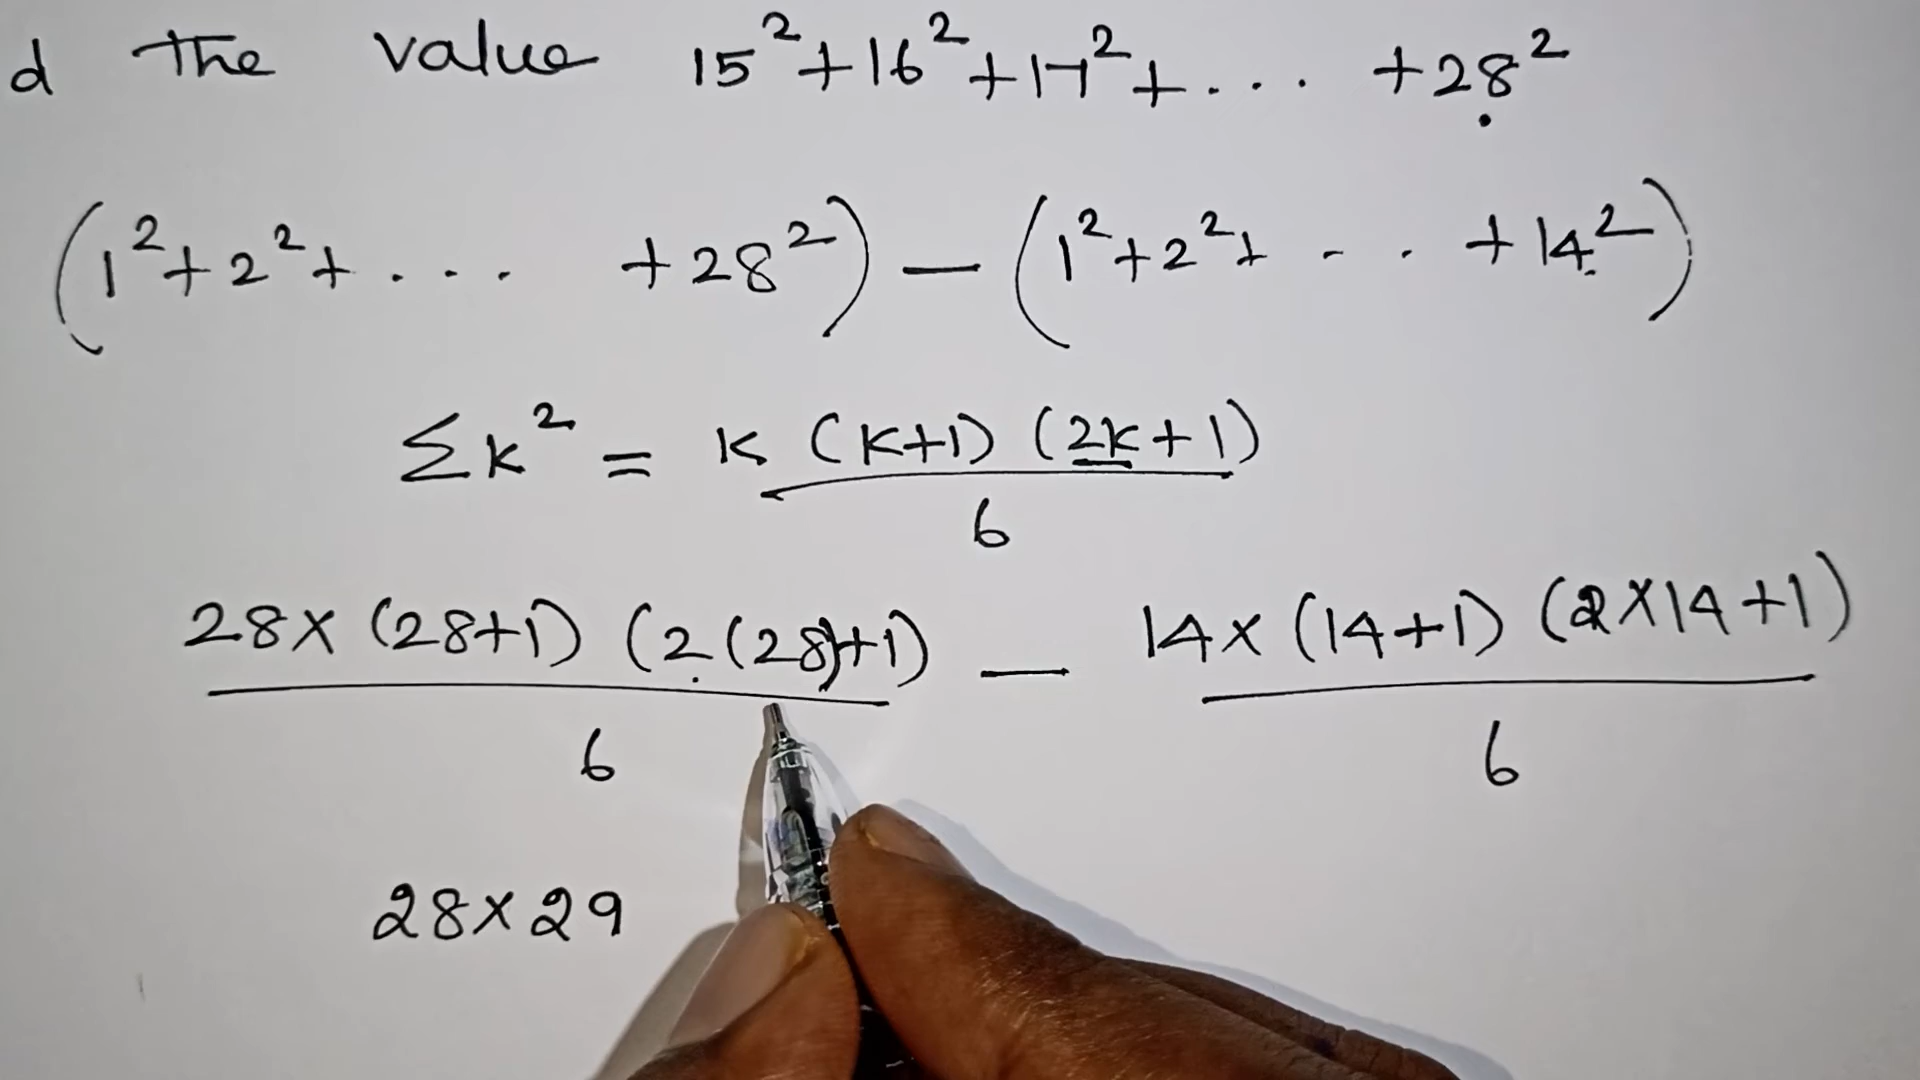 d The value 15²+16²+17²+... +28²
(1²+2²+... +28²) — (1²+2²+ .. +14²)
Σk² = k (k+1) (2k+1)
6
28× (28+1) (2(28)+1) — 14× (14+1) (2×14+1)
6 6
28×29